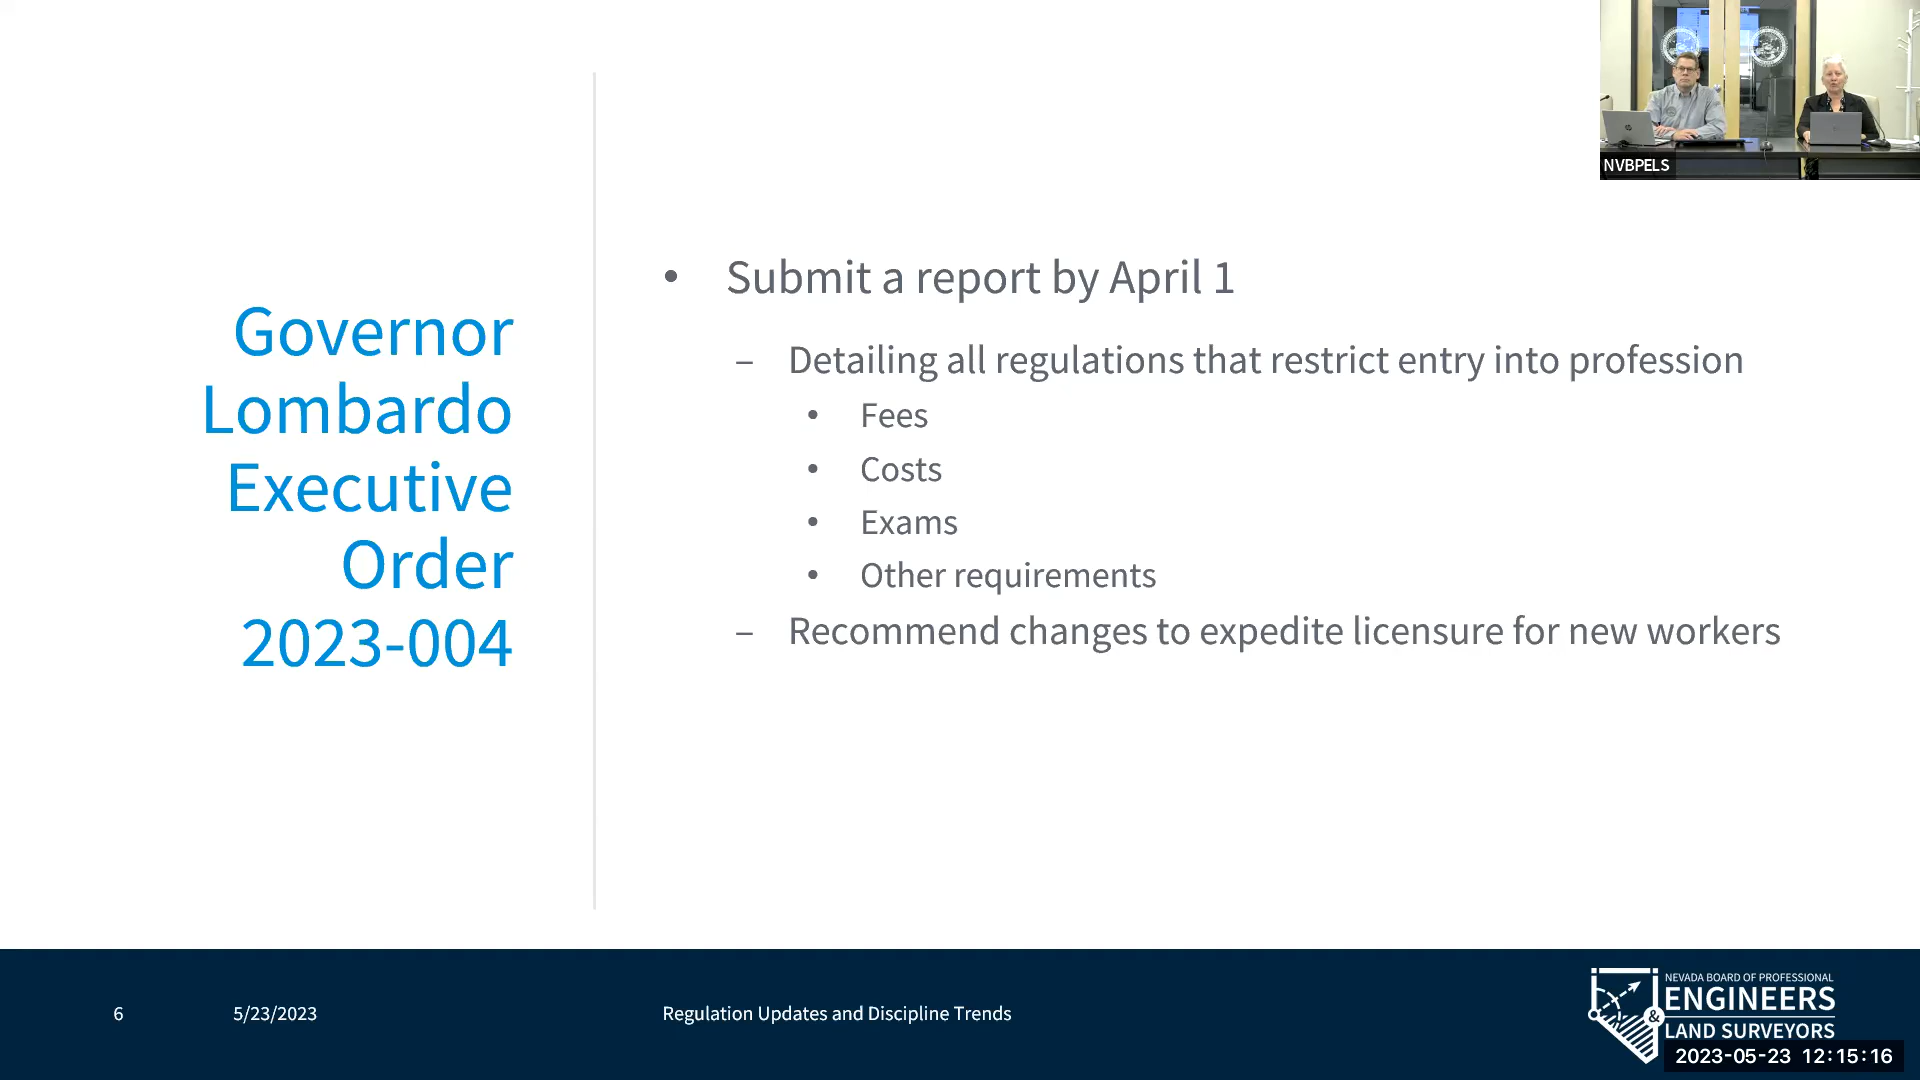 NVBPELS
Governor
Lombardo
Executive
Order
2023-004
• Submit a report by April 1
– Detailing all regulations that restrict entry into profession
• Fees
• Costs
• Exams
• Other requirements
– Recommend changes to expedite licensure for new workers
6
5/23/2023
Regulation Updates and Discipline Trends
NEVADA BOARD OF PROFESSIONAL
ENGINEERS
&
LAND SURVEYORS
2023-05-23 12:15:16